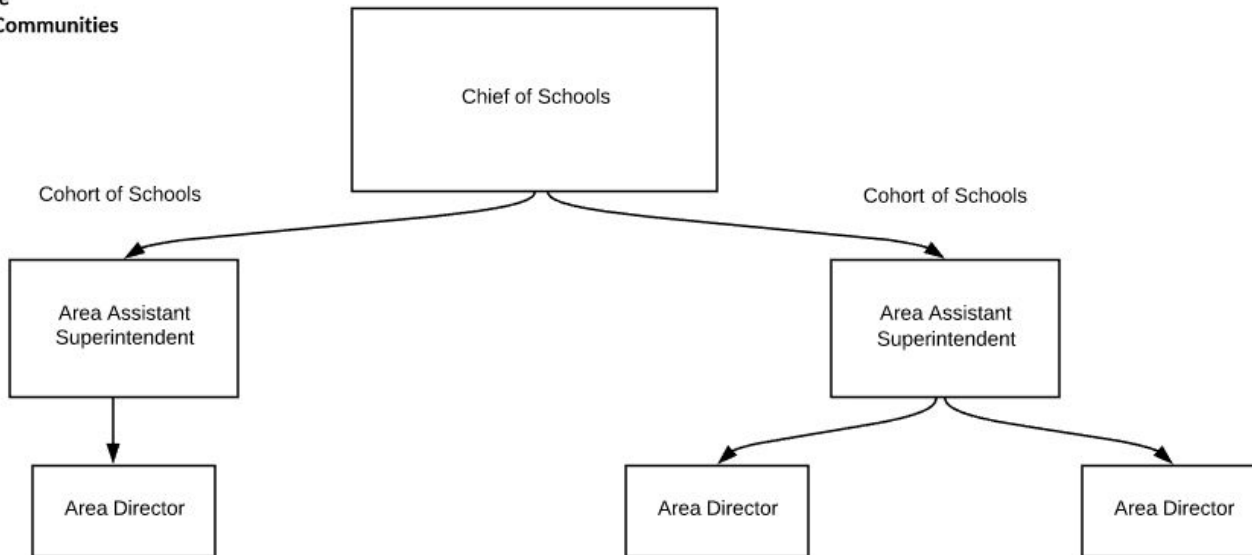 Communities
Chief of Schools
Cohort of Schools
Cohort of Schools
Area Assistant
Superintendent
Area Assistant
Superintendent
Area Director
Area Director
Area Director